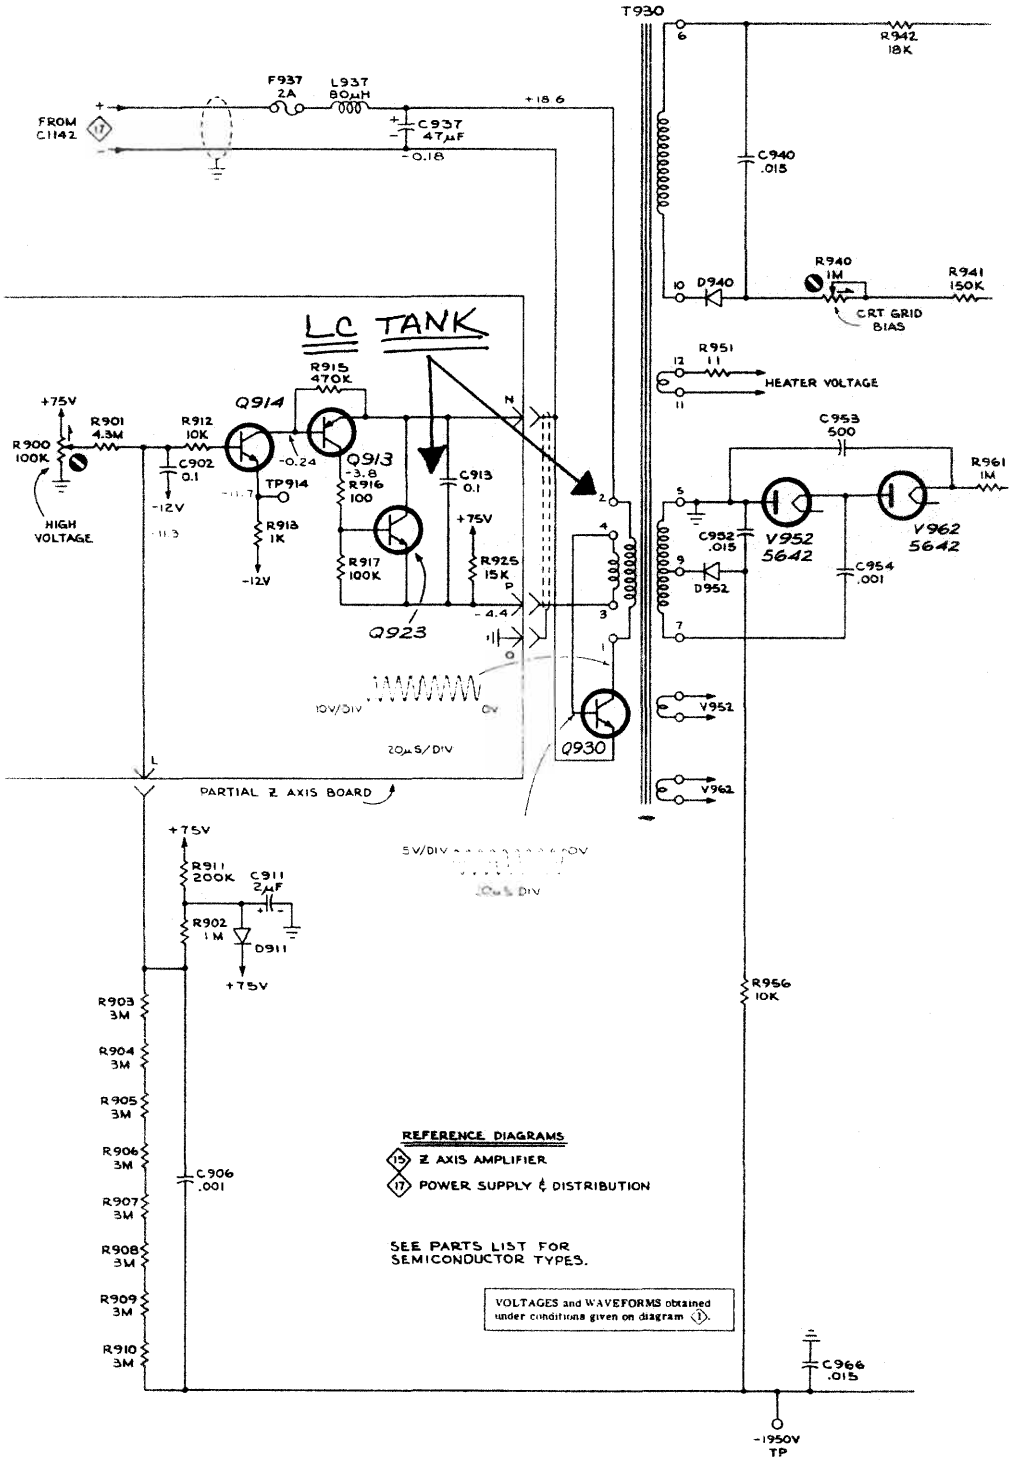 T930
6
R942
18K
F937
2A
L937
80μH
+18.6
+
FROM
C1142
17
-
+
C937
-
47μF
-0.18
C940
.015
10
D940
R940
1M
R941
150K
CRT GRID
BIAS
LC TANK
R915
470K
12
R951
11
11
HEATER VOLTAGE
+75V
R901
4.3M
R912
10K
Q914
N
R900
100K
C902
0.1
-0.24
Q913
-3.8
C953
500
R961
1M
HIGH
VOLTAGE
-12V
-11.3
-11.7
TP914
R916
100
C913
0.1
+75V
2
5
V962
5642
R913
1K
4
C952
.015
V952
5642
-12V
R917
100K
R925
15K
9
D952
C954
.001
P
-4.4
3
Q923
Q
1
7
10V/DIV
0V
20μS/DIV
Q930
V952
L
PARTIAL Z AXIS BOARD
V962
+75V
5V/DIV
0V
20μS DIV
R911
200K
C911
2μF
+ -
R902
1M
D911
+75V
R903
3M
R956
10K
R904
3M
R905
3M
R906
3M
C906
.001
R907
3M
R908
3M
R909
3M
R910
3M
REFERENCE DIAGRAMS
15 Z AXIS AMPLIFIER
17 POWER SUPPLY & DISTRIBUTION
SEE PARTS LIST FOR
SEMICONDUCTOR TYPES.
VOLTAGES and WAVEFORMS obtained
under conditions given on diagram 1.
C966
.015
-1950V
TP